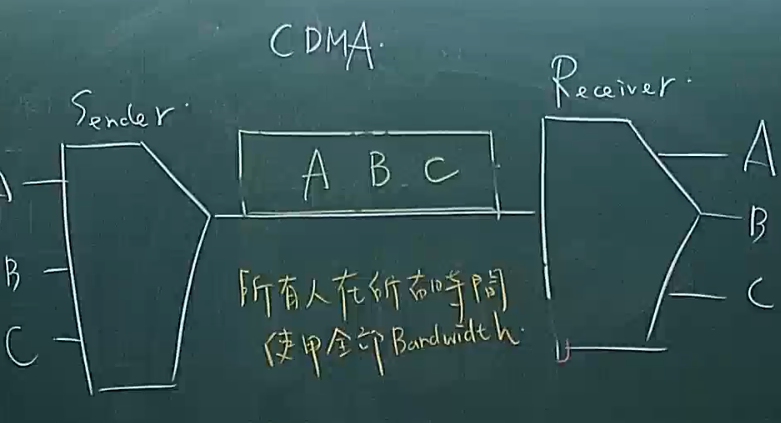 CDMA.
Sender.
Receiver.
A
B
C
A B C
A
B
C
所有人在所有時間
使用全部Bandwidth.